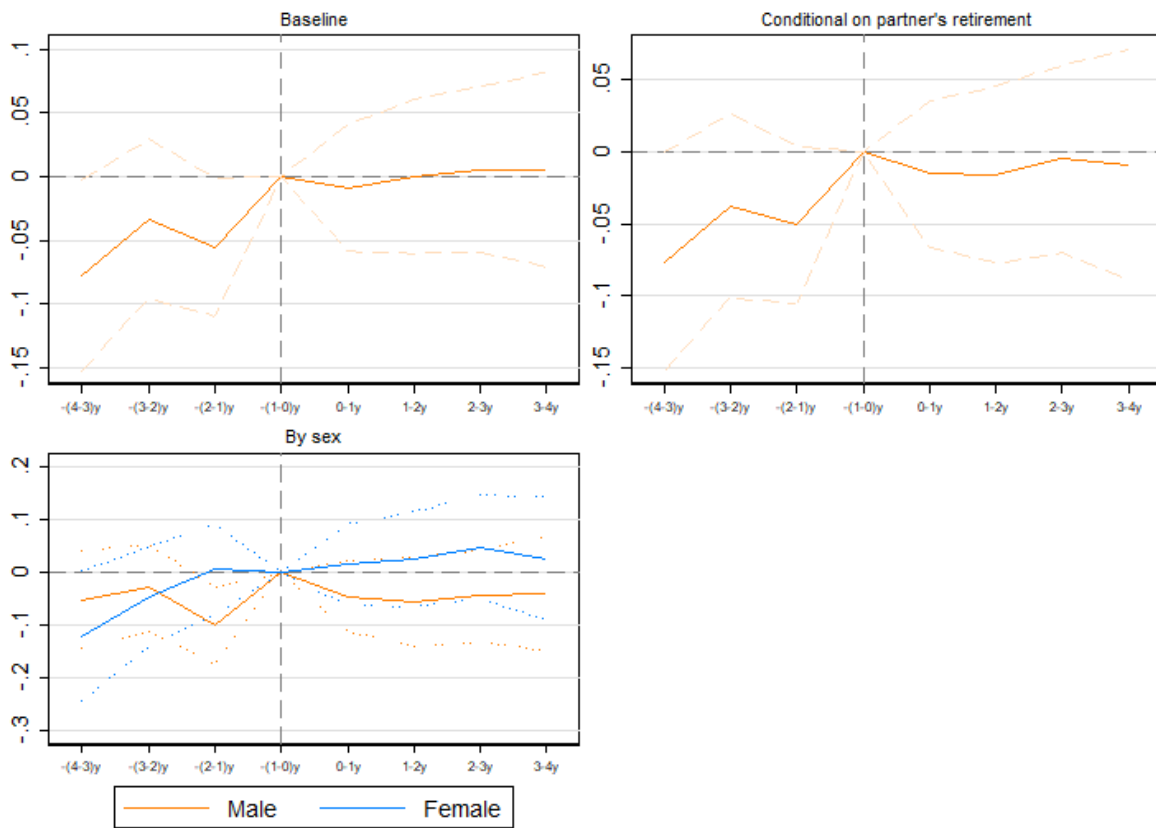 Baseline
.1
.05
0
-.05
-.1
-.15
-(4-3)y -(3-2)y -(2-1)y -(1-0)y 0-1y 1-2y 2-3y 3-4y
Conditional on partner's retirement
.05
0
-.05
-.1
-.15
-(4-3)y -(3-2)y -(2-1)y -(1-0)y 0-1y 1-2y 2-3y 3-4y
By sex
.2
.1
0
-.1
-.2
-.3
-(4-3)y -(3-2)y -(2-1)y -(1-0)y 0-1y 1-2y 2-3y 3-4y
Male Female